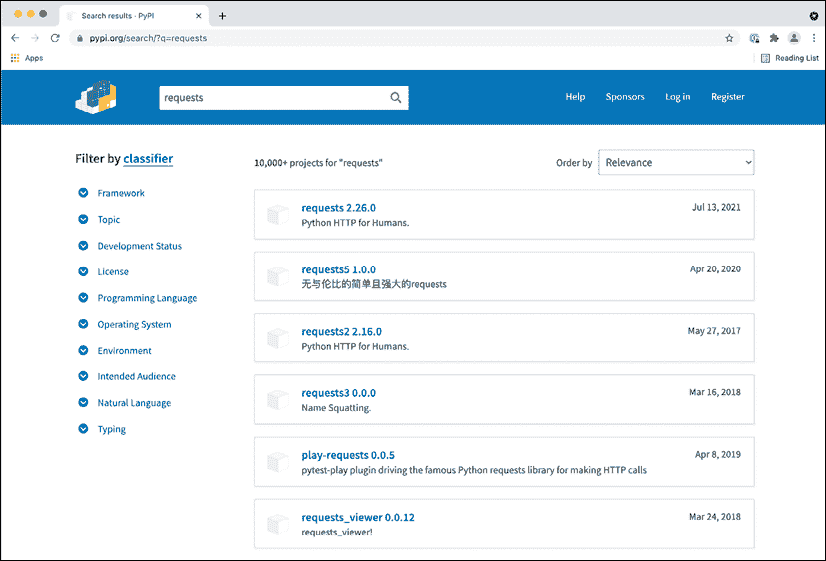 Search results · PyPI
pypi.org/search/?q=requests
Apps
Reading List
requests
Help
Sponsors
Log in
Register
Filter by classifier
Framework
Topic
Development Status
License
Programming Language
Operating System
Environment
Intended Audience
Natural Language
Typing
10,000+ projects for "requests"
Order by
Relevance
requests 2.26.0
Jul 13, 2021
Python HTTP for Humans.
requests5 1.0.0
Apr 20, 2020
无与伦比的简单且强大的requests
requests2 2.16.0
May 27, 2017
Python HTTP for Humans.
requests3 0.0.0
Mar 16, 2018
Name Squatting.
play-requests 0.0.5
Apr 8, 2019
pytest-play plugin driving the famous Python requests library for making HTTP calls
requests_viewer 0.0.12
Mar 24, 2018
requests_viewer!